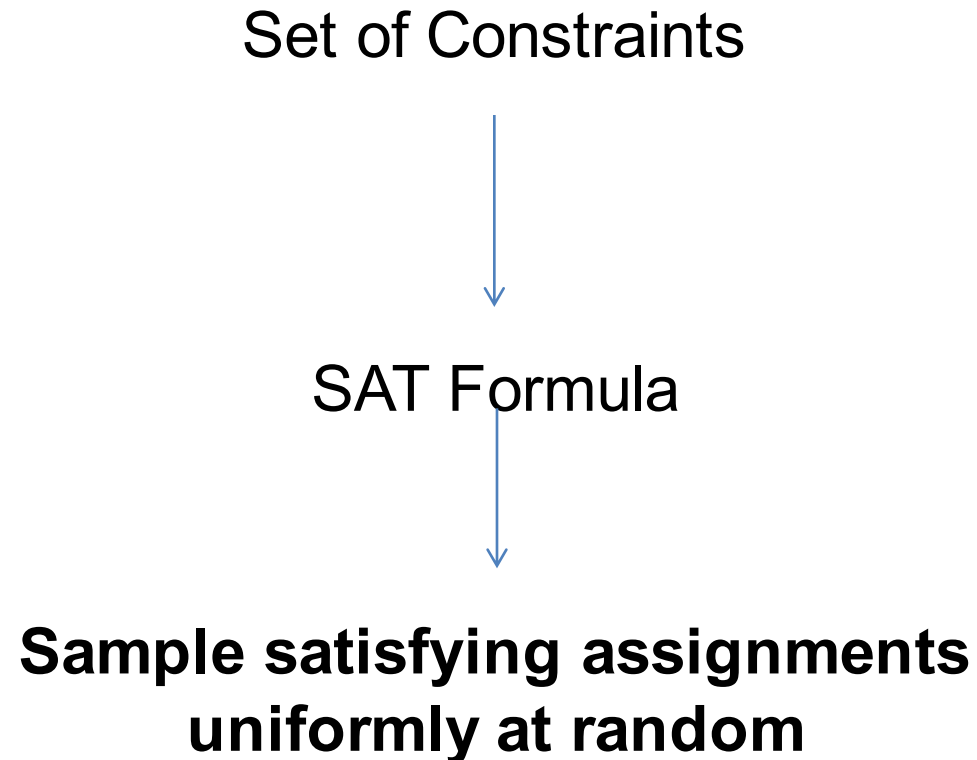 Set of Constraints
SAT Formula
Sample satisfying assignments
uniformly at random